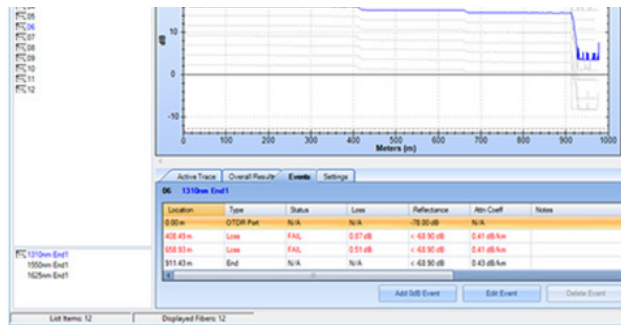 05
06
07
08
09
10
11
12
dB
10
0
-10
0 100 200 300 400 500 600 700 800 900 1000
Meters (m)
Active Trace Overall Results Events Settings
06 1310nm End1
Location Type Status Loss Reflectance Attn Coeff Notes
0.00 m OTDR Port N/A N/A -78.00 dB N/A
408.49 m Loss FAIL 0.87 dB < -68.90 dB 0.41 dB/km
658.93 m Loss FAIL 0.51 dB < -68.90 dB 0.41 dB/km
911.43 m End N/A N/A < -68.90 dB 0.43 dB/km
1310nm End1
1550nm End1
1625nm End1
Add 0dB Event Edit Event Delete Event
List Items: 12 Displayed Fibers: 12